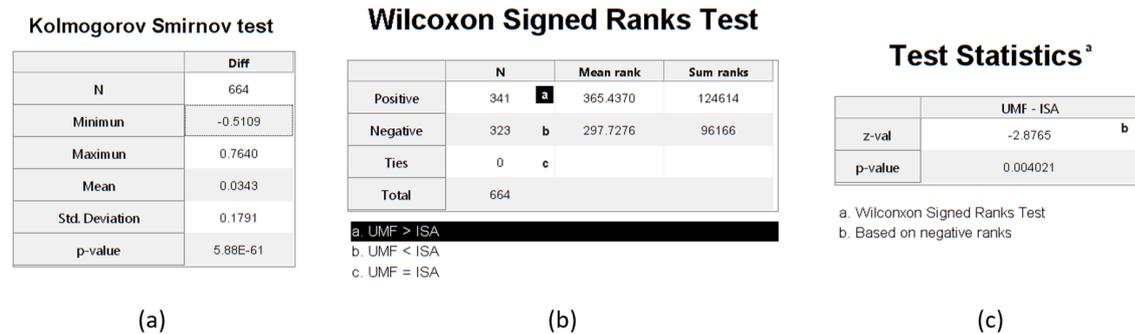 Kolmogorov Smirnov test
Diff
N 664
Minimun -0.5109
Maximun 0.7640
Mean 0.0343
Std. Deviation 0.1791
p-value 5.88E-61
(a)
Wilcoxon Signed Ranks Test
N Mean rank Sum ranks
Positive 341 a 365.4370 124614
Negative 323 b 297.7276 96166
Ties 0 c
Total 664
a. UMF > ISA
b. UMF < ISA
c. UMF = ISA
(b)
Test Statistics a
UMF - ISA
z-val -2.8765 b
p-value 0.004021
a. Wilconxon Signed Ranks Test
b. Based on negative ranks
(c)